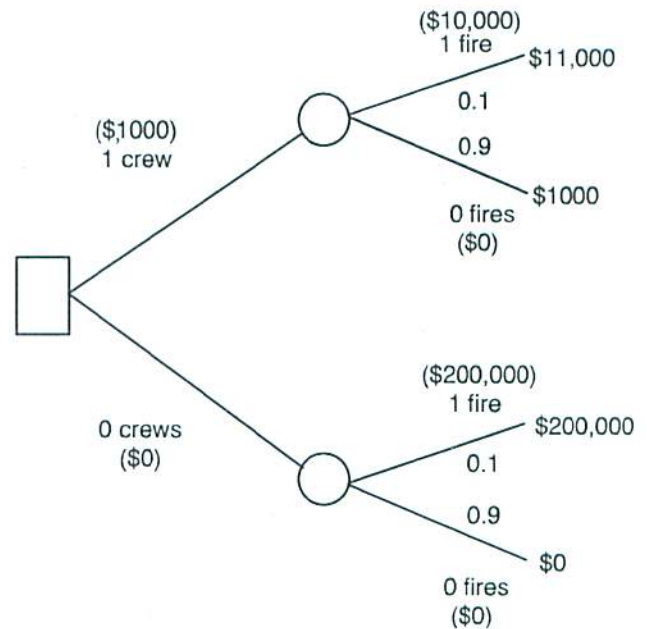 ($10,000)
1 fire
$11,000
0.1
($,1000)
1 crew
0.9
$1000
0 fires
($0)
($200,000)
1 fire
$200,000
0 crews
($0)
0.1
0.9
$0
0 fires
($0)